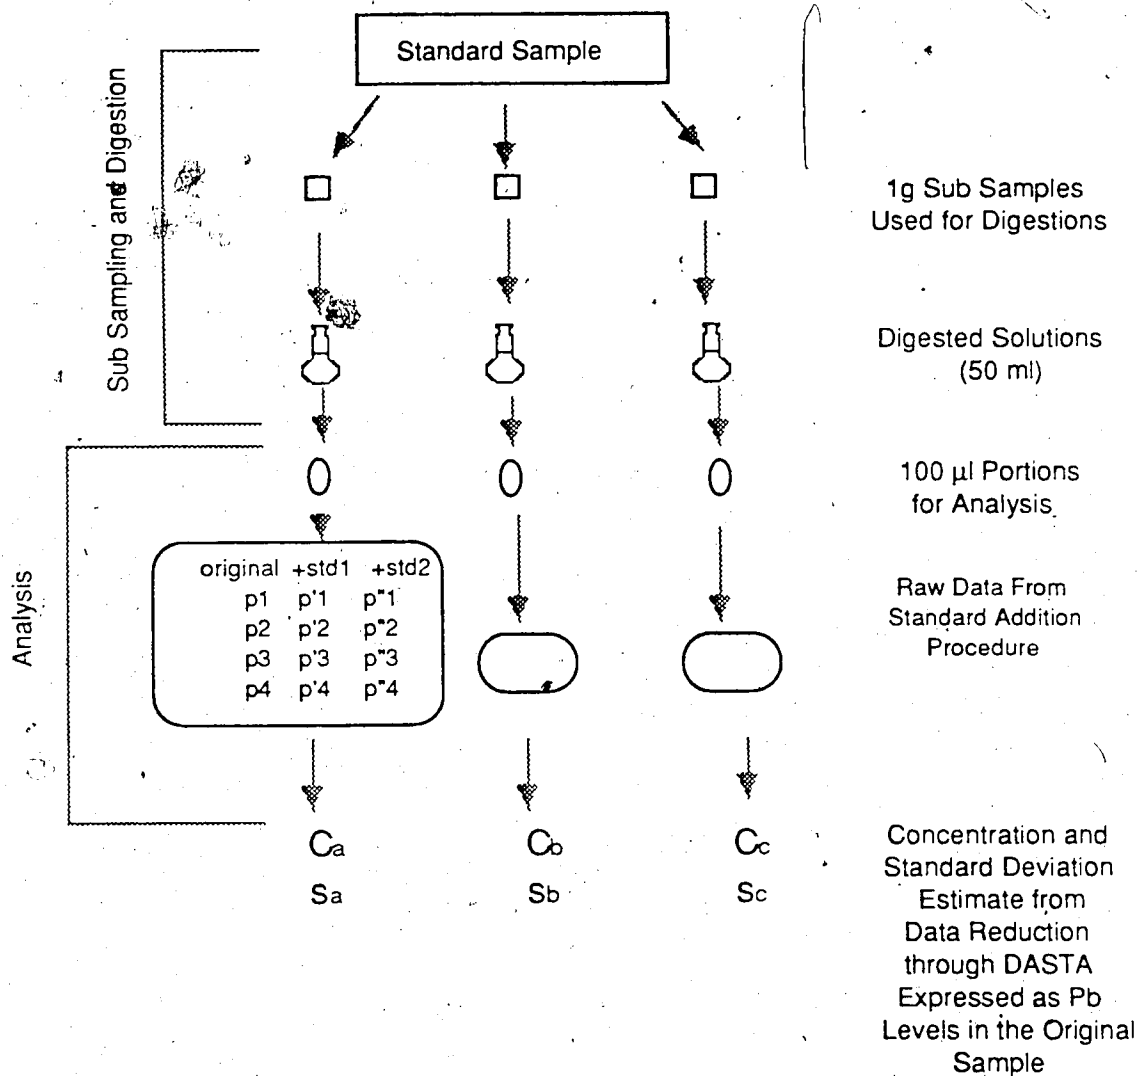 Standard Sample
Sub Sampling and Digestion
1g Sub Samples
Used for Digestions
Digested Solutions
(50 ml)
100 µl Portions
for Analysis
Analysis
original +std1 +std2
p1 p'1 p"1
p2 p'2 p"2
p3 p'3 p"3
p4 p'4 p"4
Raw Data From
Standard Addition
Procedure
Ca Cb Cc
Sa Sb Sc
Concentration and
Standard Deviation
Estimate from
Data Reduction
through DASTA
Expressed as Pb
Levels in the Original
Sample